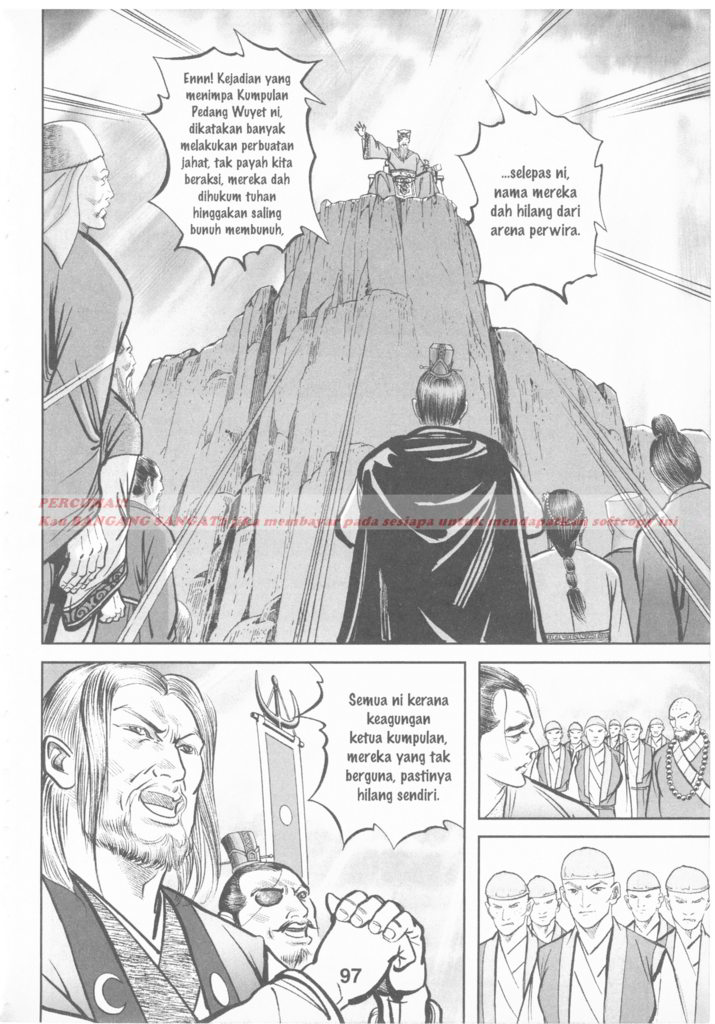 Ennn! Kejadian yang
menimpa Kumpulan
Pedang Wuyet ni,
dikatakan banyak
melakukan perbuatan
jahat, tak payah kita
beraksi, mereka dah
dihukum tuhan
hinggakan saling
bunuh membunuh,
...selepas ni,
nama mereka
dah hilang dari
arena perwira.
PERCUMA!!
Kau SANGANG SANGAT jika membayar pada sesiapa untuk mendapatkan softcopy ini
Semua ni kerana
keagungan
ketua kumpulan,
mereka yang tak
berguna, pastinya
hilang sendiri.
97